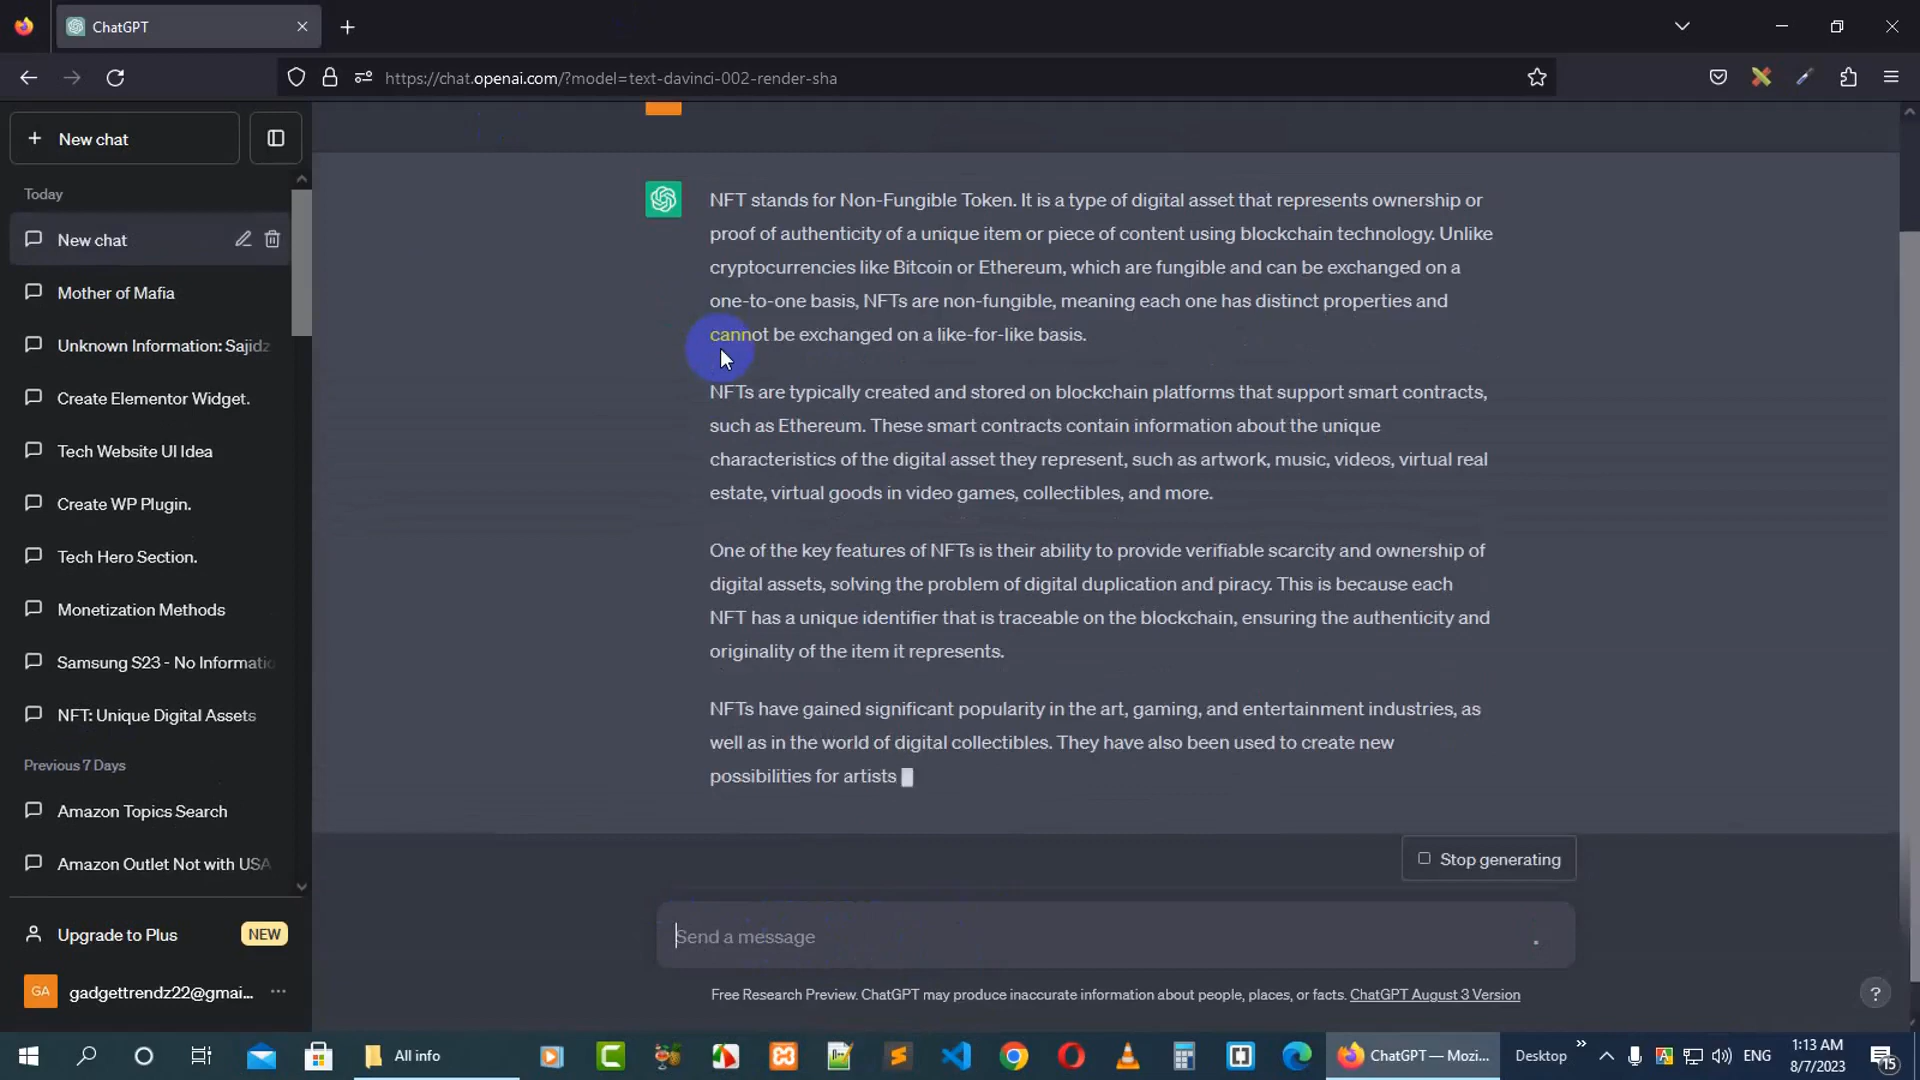 ChatGPT
https://chat.openai.com/?model=text-davinci-002-render-sha
New chat
Today
New chat
Mother of Mafia
Unknown Information: Sajidz
Create Elementor Widget.
Tech Website UI Idea
Create WP Plugin.
Tech Hero Section.
Monetization Methods
Samsung S23 - No Informatio
NFT: Unique Digital Assets
Previous 7 Days
Amazon Topics Search
Amazon Outlet Not with USA
Upgrade to Plus NEW
GA gadgettrendz22@gmai...
NFT stands for Non-Fungible Token. It is a type of digital asset that represents ownership or
proof of authenticity of a unique item or piece of content using blockchain technology. Unlike
cryptocurrencies like Bitcoin or Ethereum, which are fungible and can be exchanged on a
one-to-one basis, NFTs are non-fungible, meaning each one has distinct properties and
cannot be exchanged on a like-for-like basis.
NFTs are typically created and stored on blockchain platforms that support smart contracts,
such as Ethereum. These smart contracts contain information about the unique
characteristics of the digital asset they represent, such as artwork, music, videos, virtual real
estate, virtual goods in video games, collectibles, and more.
One of the key features of NFTs is their ability to provide verifiable scarcity and ownership of
digital assets, solving the problem of digital duplication and piracy. This is because each
NFT has a unique identifier that is traceable on the blockchain, ensuring the authenticity and
originality of the item it represents.
NFTs have gained significant popularity in the art, gaming, and entertainment industries, as
well as in the world of digital collectibles. They have also been used to create new
possibilities for artists
Stop generating
Send a message
Free Research Preview. ChatGPT may produce inaccurate information about people, places, or facts. ChatGPT August 3 Version
?
All info
ChatGPT — Mozi...
Desktop
ENG
1:13 AM
8/7/2023
15